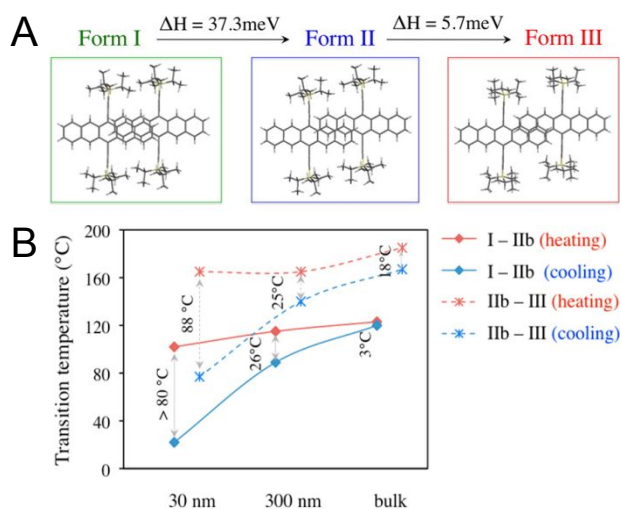 A
Form I
ΔH = 37.3meV
Form II
ΔH = 5.7meV
Form III
B
Transition temperature (°C)
200
160
120
80
40
0
88 °C
> 80 °C
25°C
26°C
18°C
3°C
30 nm
300 nm
bulk
I – IIb (heating)
I – IIb (cooling)
IIb – III (heating)
IIb – III (cooling)